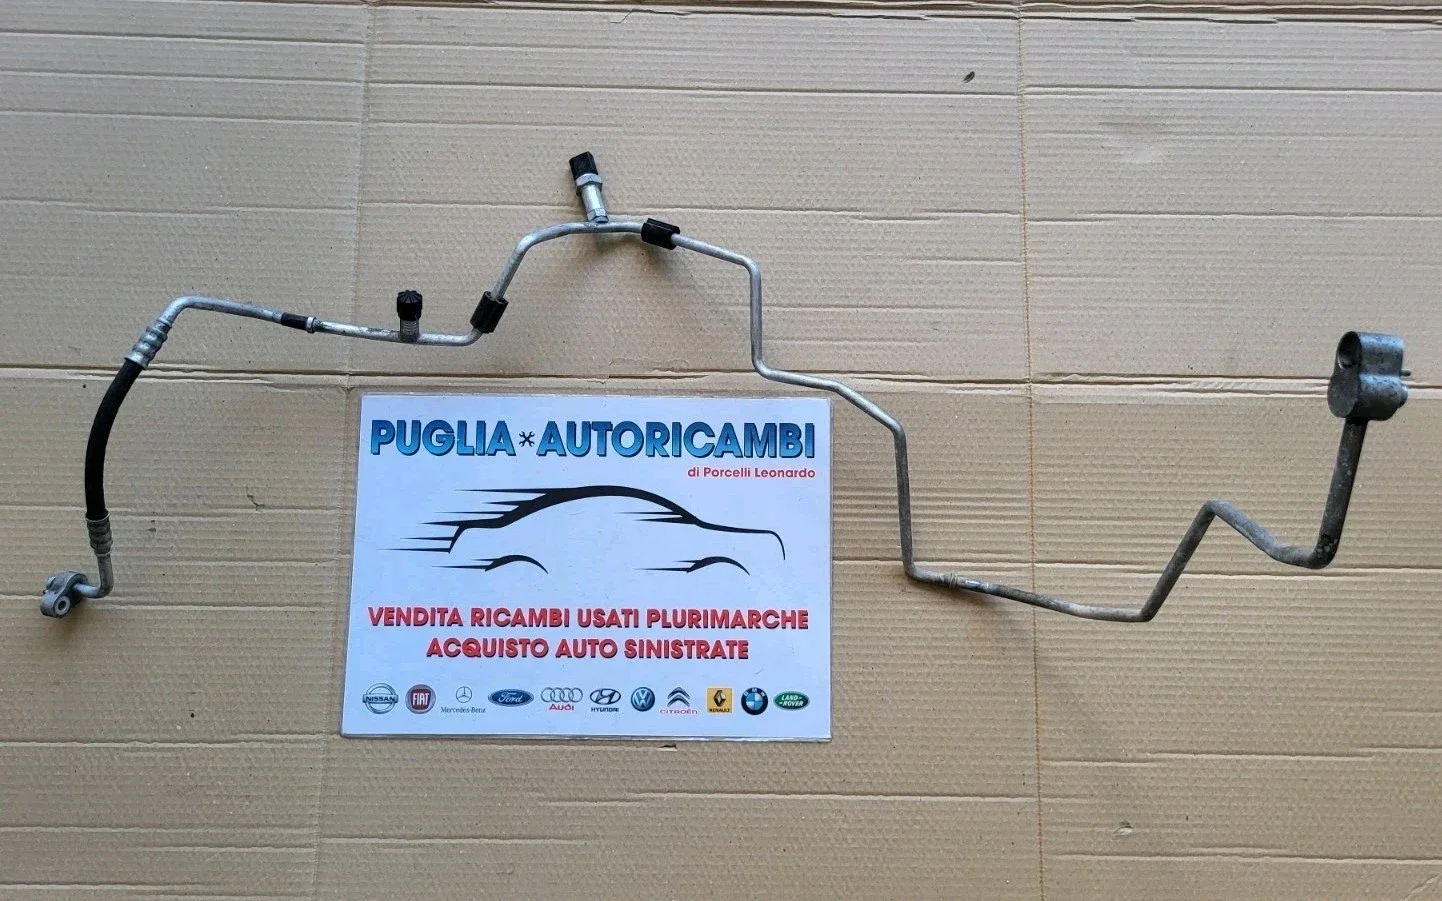 PUGLIA AUTORICAMBI
di Porcelli Leonardo
VENDITA RICAMBI USATI PLURIMARCHE
ACQUISTO AUTO SINISTRATE
NISSAN FIAT Mercedes-Benz Ford Audi HYUNDAI CITROËN RENAULT BMW LAND-ROVER